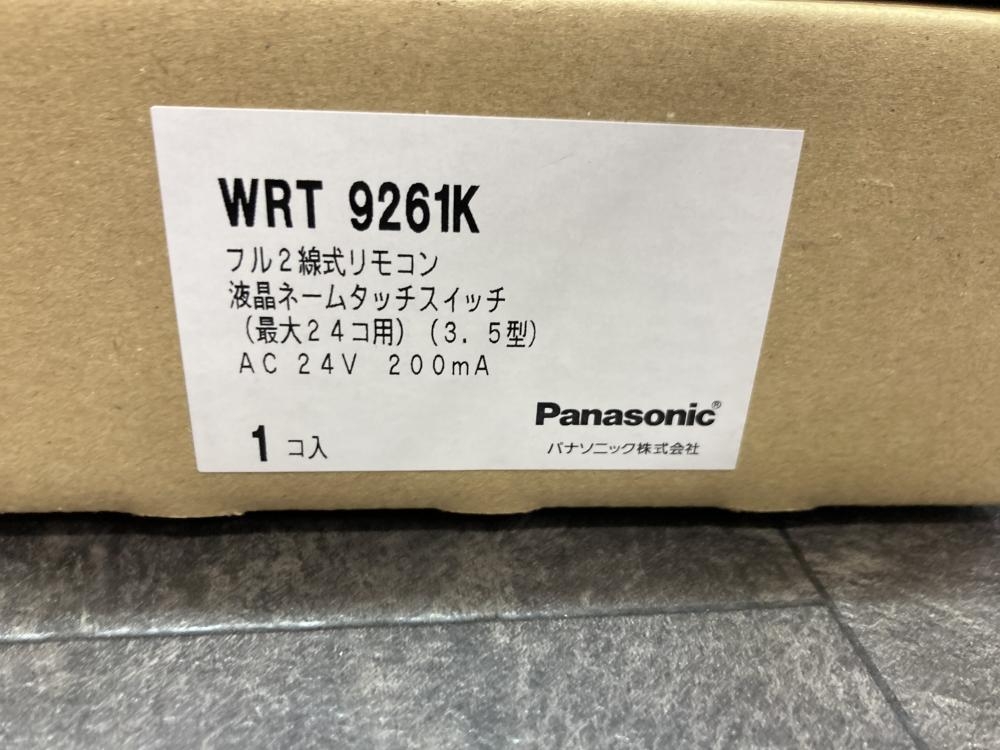 WRT 9261K
フル2線式リモコン
液晶ネームタッチスイッチ
(最大24コ用)(3.5型)
AC 24V 200mA
Panasonic®
1 コ入
パナソニック株式会社